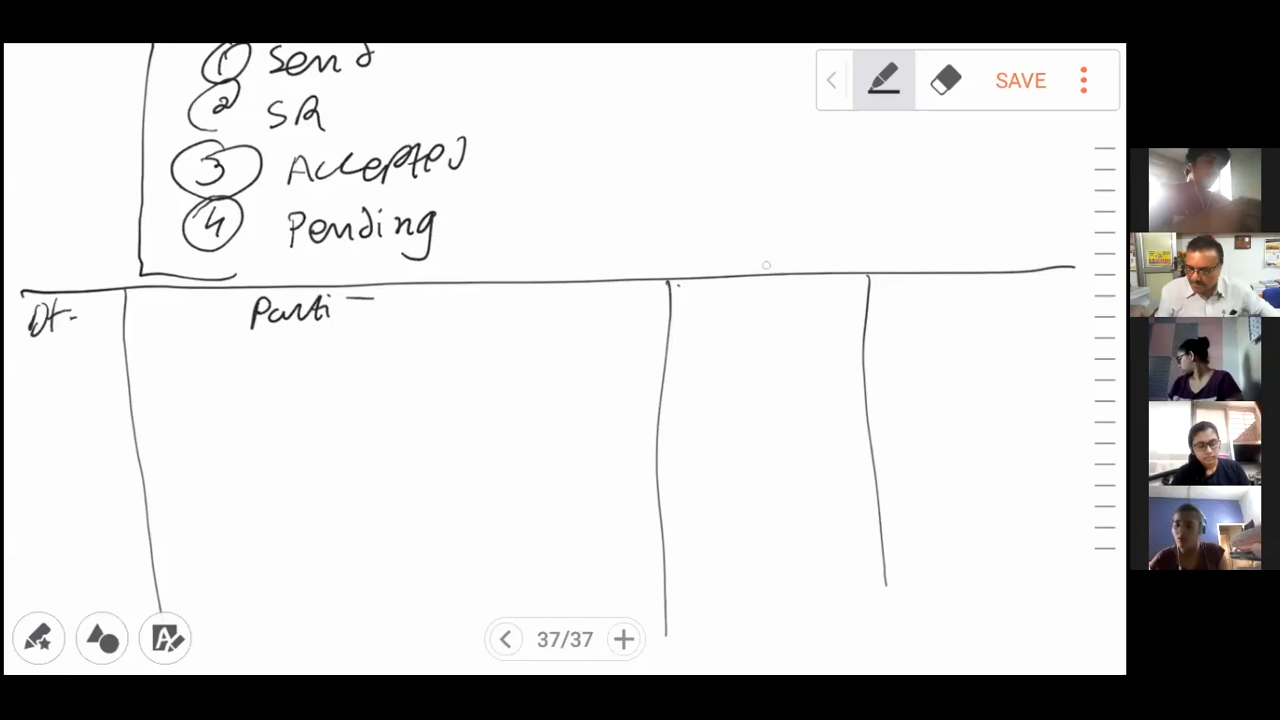 ① Send
② SR
③ Accepted
④ Pending
Dt. Parti -
SAVE
37/37